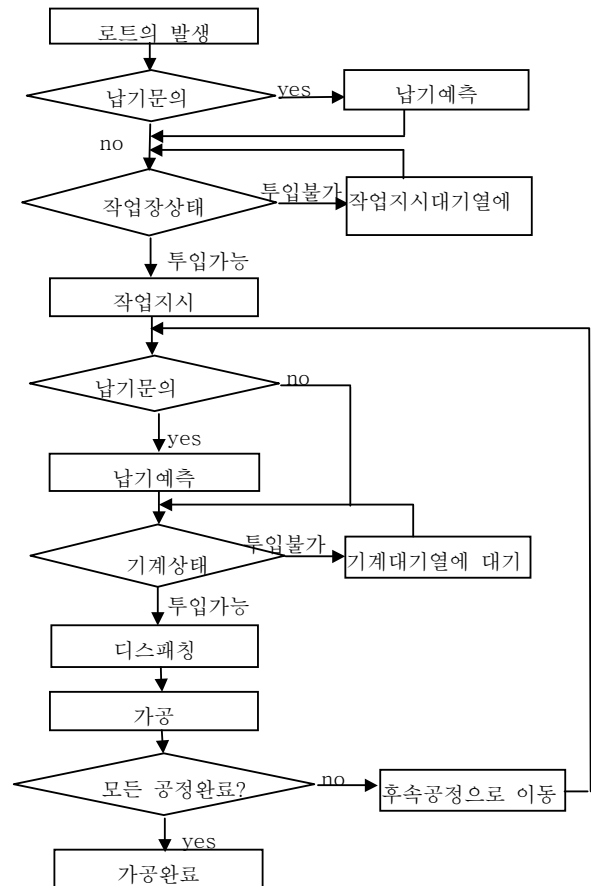 로트의 발생
납기문의
yes
납기예측
no
작업장상태
투입불가
작업지시대기열에
투입가능
작업지시
납기문의
no
yes
납기예측
기계상태
투입불가
기계대기열에 대기
투입가능
디스패칭
가공
모든 공정완료?
no
후속공정으로 이동
yes
가공완료